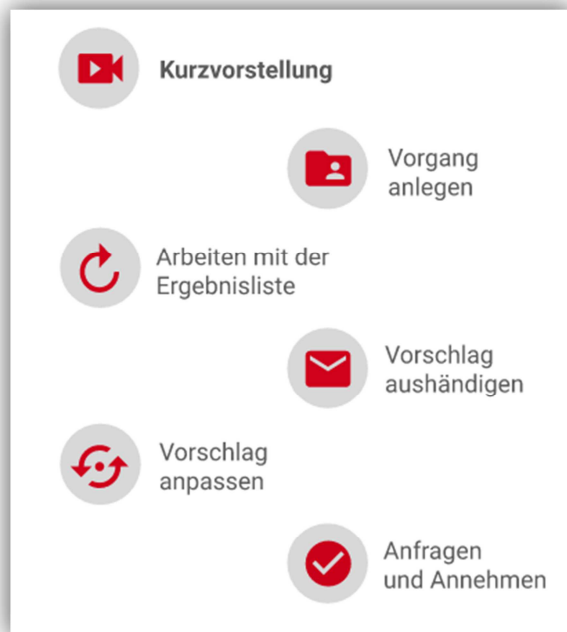 Kurzvorstellung
Vorgang
anlegen
Arbeiten mit der
Ergebnisliste
Vorschlag
aushändigen
Vorschlag
anpassen
Anfragen
und Annehmen